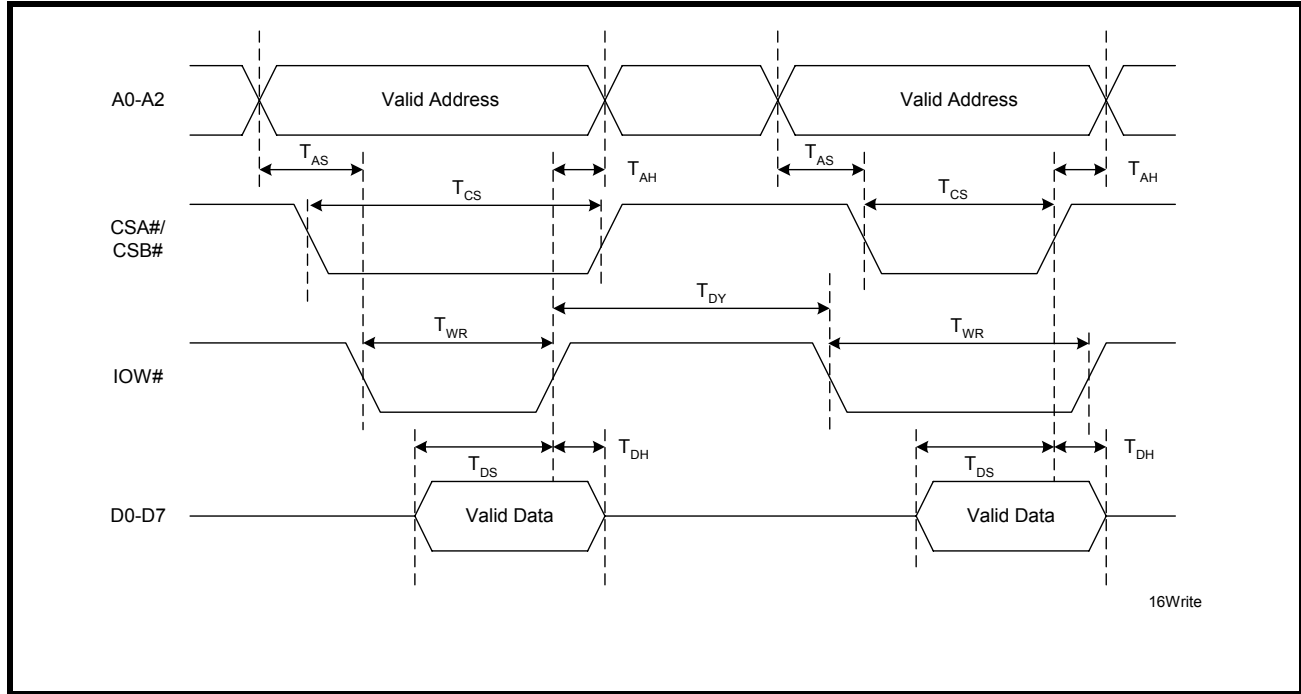 A0-A2
Valid Address
Valid Address
TAS
TAH
TAS
TAH
TCS
TCS
CSA#/
CSB#
TDY
TWR
TWR
IOW#
TDS
TDH
TDS
TDH
D0-D7
Valid Data
Valid Data
16Write